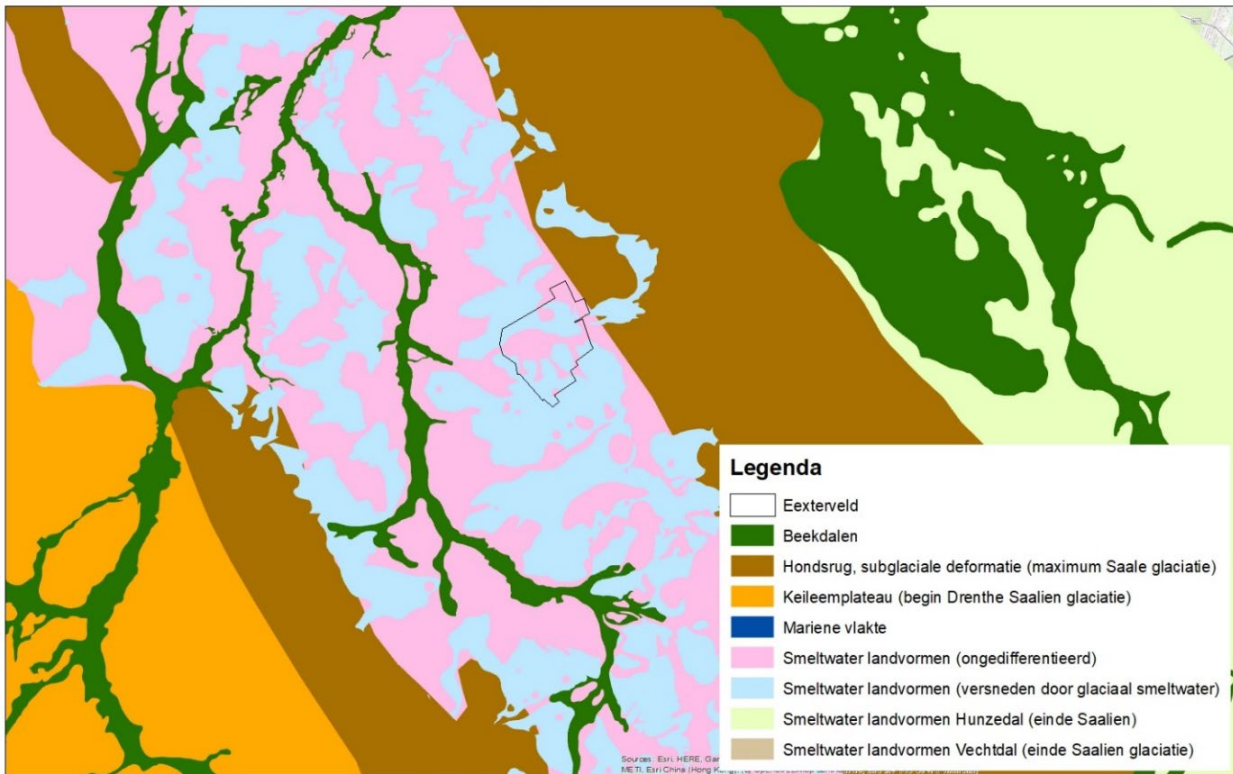 Legenda
Eexterveld
Beekdalen
Hondsrug, subglaciale deformatie (maximum Saale glaciatie)
Keileemplateau (begin Drenthe Saalien glaciatie)
Mariene vlakte
Smeltwater landvormen (ongedifferentieerd)
Smeltwater landvormen (versneden door glaciaal smeltwater)
Smeltwater landvormen Hunzedal (einde Saalien)
Smeltwater landvormen Vechtdal (einde Saalien glaciatie)
Sources: Esri, HERE, Gar
METI, Esri China (Hong